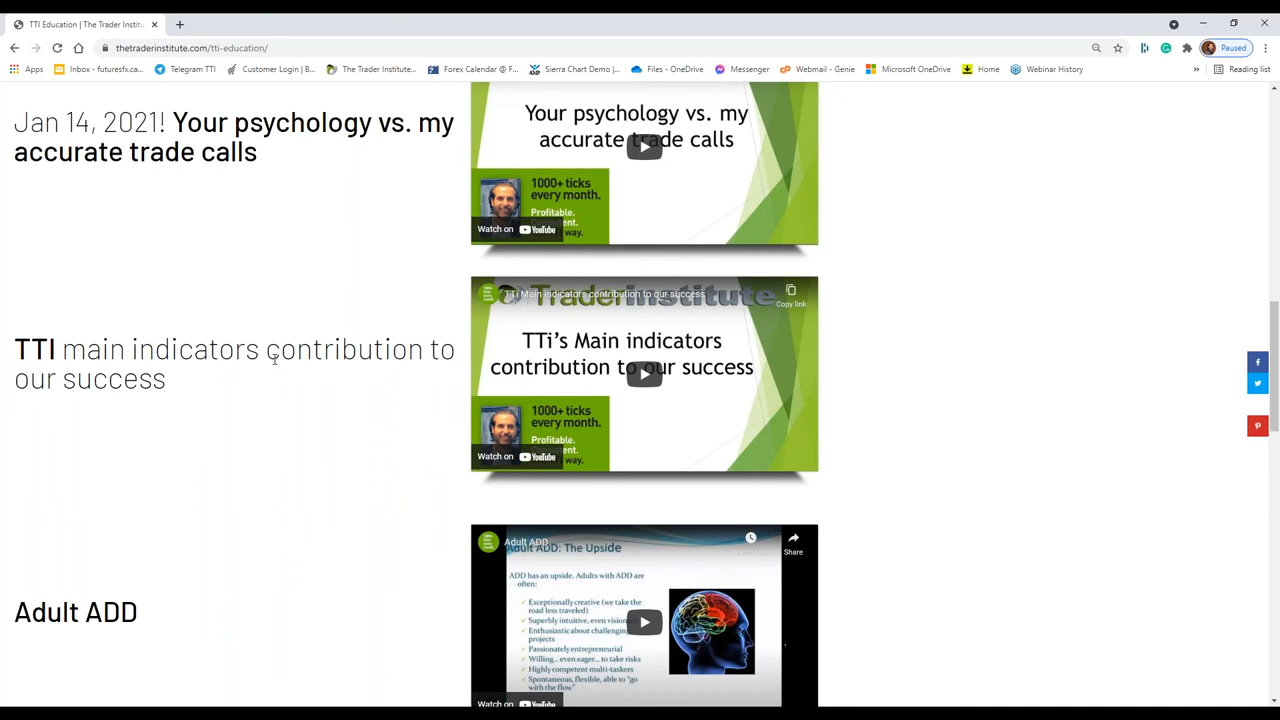 TTI Education | The Trader Institu
thetraderinstitute.com/tti-education/
Paused
Apps
Inbox - futuresfx.ca...
Telegram TTI
Customer Login | B...
The Trader Institute...
Forex Calendar @ F...
Sierra Chart Demo |...
Files - OneDrive
Messenger
Webmail - Genie
Microsoft OneDrive
Home
Webinar History
»
Reading list
Jan 14, 2021! Your psychology vs. my
accurate trade calls
Your psychology vs. my
accurate trade calls
1000+ ticks
every month.
Profitable.
way.
Watch on YouTube
TTI main indicators contribution to
our success
TTi Main indicators contribution to our success
Traderinstitute
Copy link
TTi's Main indicators
contribution to our success
1000+ ticks
every month.
Profitable.
way.
Watch on YouTube
Adult ADD
Adult ADD
Share
Adult ADD: The Upside
ADD has an upside. Adults with ADD are
often:
Exceptionally creative (we take the
road less traveled)
Superbly intuitive, even
Enthusiastic about challenging
projects
Passionately entrepreneurial
Willing... even eager... to take risks
Highly competent multi-taskers
Spontaneous, flexible, able to "go
with the flow"
Watch on